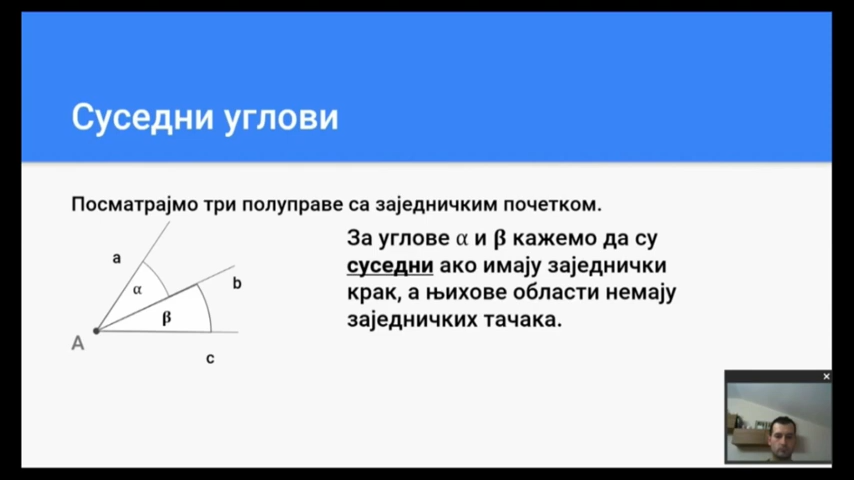 Суседни углови
Посматрајмо три полуправе са заједничким почетком.
За углове α и β кажемо да су
суседни ако имају заједнички
крак, а њихове области немају
заједничких тачака.
a
α
b
β
A
c